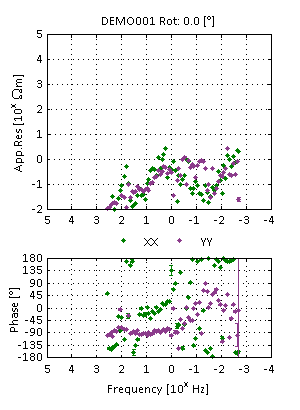 DEMO001 Rot: 0.0 [°]
App.Res [10^x Ωm]
5
4
3
2
1
0
-1
-2
5 4 3 2 1 0 -1 -2 -3 -4
XX YY
Phase [°]
180
135
90
45
0
-45
-90
-135
-180
5 4 3 2 1 0 -1 -2 -3 -4
Frequency [10^x Hz]